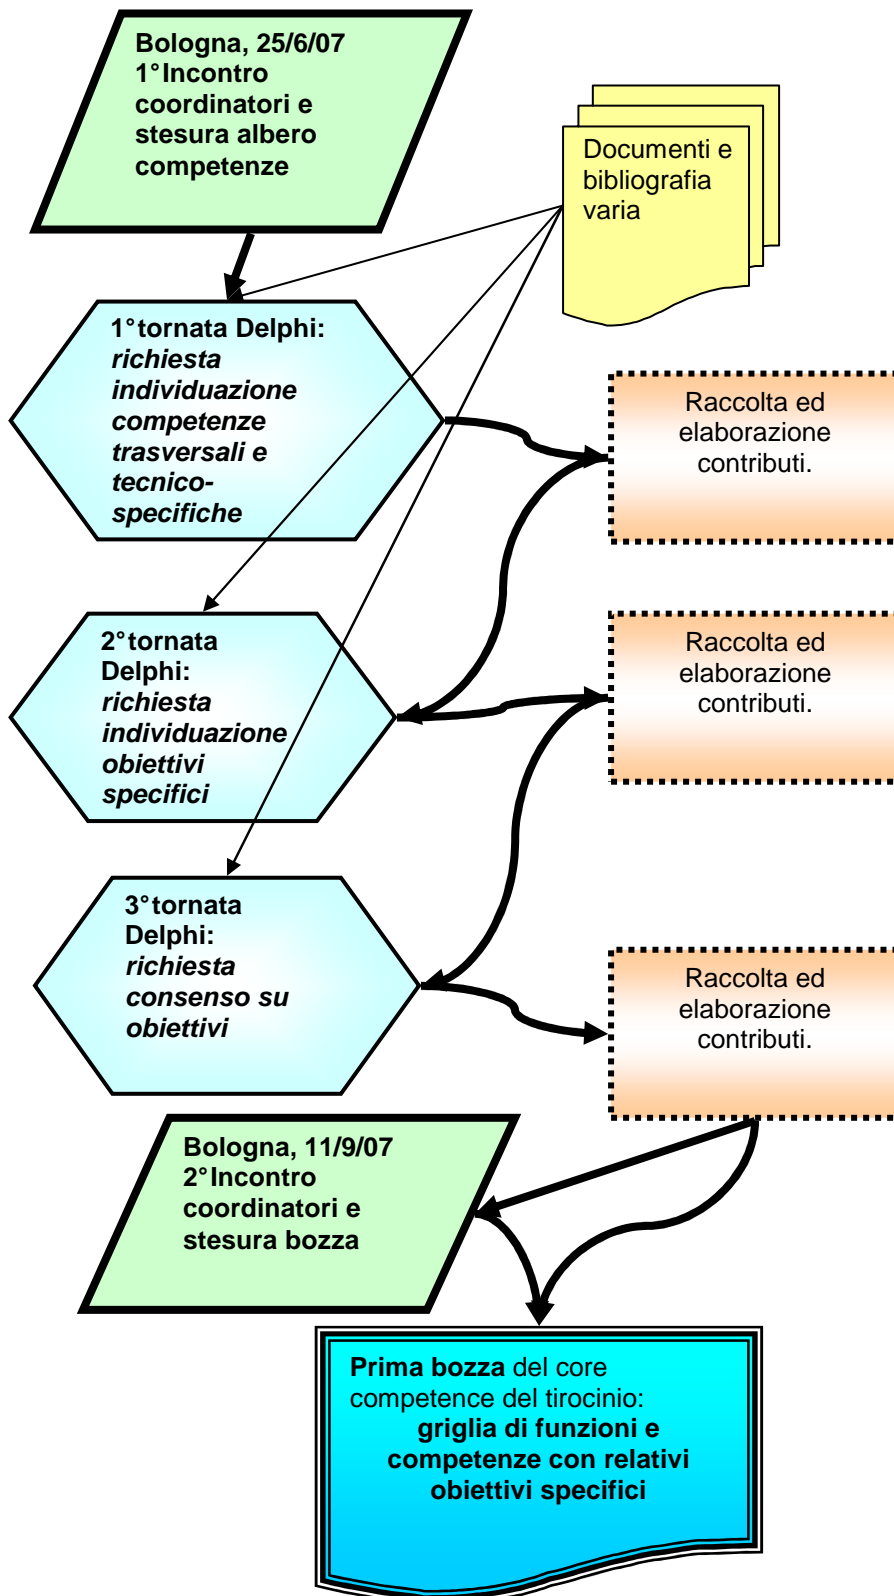 Bologna, 25/6/07
1° Incontro
coordinatori e
stesura albero
competenze
Documenti e
bibliografia
varia
1° tornata Delphi:
richiesta
individuazione
competenze
trasversali e
tecnico-
specifiche
Raccolta ed
elaborazione
contributi.
2° tornata
Delphi:
richiesta
individuazione
obiettivi
specifici
Raccolta ed
elaborazione
contributi.
3° tornata
Delphi:
richiesta
consenso su
obiettivi
Raccolta ed
elaborazione
contributi.
Bologna, 11/9/07
2° Incontro
coordinatori e
stesura bozza
Prima bozza del core
competence del tirocinio:
griglia di funzioni e
competenze con relativi
obiettivi specifici